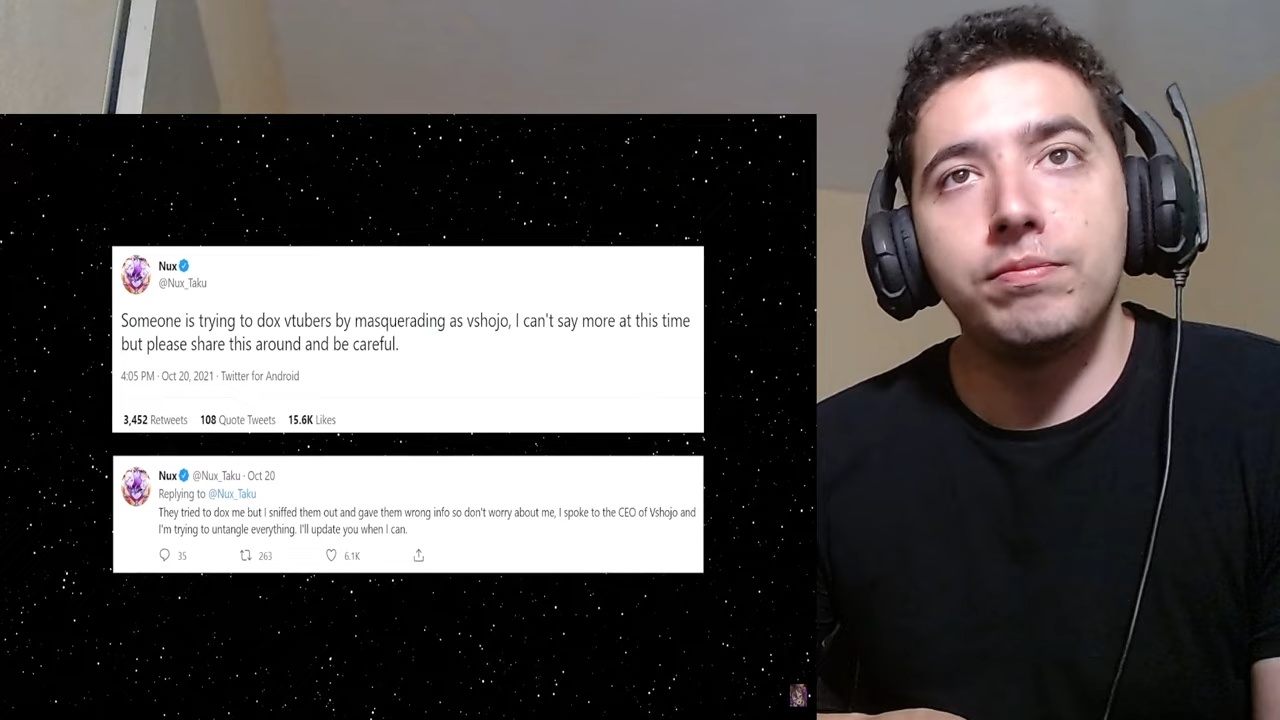 Nux
@Nux_Taku
Someone is trying to dox vtubers by masquerading as vshojo, I can't say more at this time
but please share this around and be careful.
4:05 PM · Oct 20, 2021 · Twitter for Android
3,452 Retweets 108 Quote Tweets 15.6K Likes
Nux @Nux_Taku · Oct 20
Replying to @Nux_Taku
They tried to dox me but I sniffed them out and gave them wrong info so don't worry about me, I spoke to the CEO of Vshojo and
I'm trying to untangle everything. I'll update you when I can.
35 263 6.1K